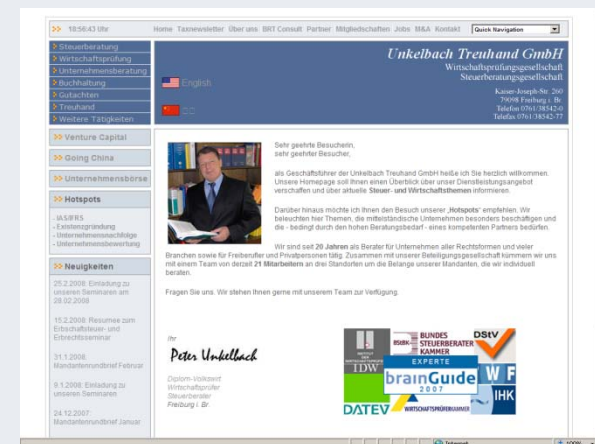 >> 18:56:43 Uhr
Home Taxnewsletter Über uns BRT Consult Partner Mitgliedschaften Jobs M&A Kontakt
Quick Navigation
> Steuerberatung
> Wirtschaftsprüfung
> Unternehmensberatung
> Buchhaltung
> Gutachten
> Treuhand
> Weitere Tätigkeiten
English
Unkelbach Treuhand GmbH
Wirtschaftsprüfungsgesellschaft
Steuerberatungsgesellschaft
Kaiser-Joseph-Str. 260
79098 Freiburg i. Br.
Telefon 0761/38542-0
Telefax 0761/38542-77
>> Venture Capital
>> Going China
>> Unternehmensbörse
>> Hotspots
- IAS/IFRS
- Existenzgründung
- Unternehmensnachfolge
- Unternehmensbewertung
>> Neuigkeiten
25.2.2008: Einladung zu
unseren Seminaren am
28.02.2008
15.2.2008: Resumee zum
Erbschaftsteuer- und
Erbrechtsseminar
31.1.2008:
Mandantenrundbrief Februar
8.1.2008: Einladung zu
unseren Seminaren
24.12.2007:
Mandantenrundbrief Januar
Sehr geehrte Besucherin,
sehr geehrter Besucher,
als Geschäftsführer der Unkelbach Treuhand GmbH heiße ich Sie herzlich willkommen.
Unsere Homepage soll Ihnen einen Überblick über unser Dienstleistungsangebot
verschaffen und über aktuelle Steuer- und Wirtschaftsthemen informieren.
Darüber hinaus möchte ich Ihnen den Besuch unserer „Hotspots“ empfehlen. Wir
beleuchten hier Themen, die mittelständische Unternehmen besonders beschäftigen und
die - bedingt durch den hohen Beratungsbedarf - eines kompetenten Partners bedürfen.
Wir sind seit 20 Jahren als Berater für Unternehmen aller Rechtsformen und vieler
Branchen sowie für Freiberufler und Privatpersonen tätig. Zusammen mit unserer Beteiligungsgesellschaft kümmern wir uns
mit einem Team von derzeit 21 Mitarbeitern an drei Standorten um die Belange unserer Mandanten, die wir individuell
beraten.
Fragen Sie uns. Wir stehen Ihnen gerne mit unserem Team zur Verfügung.
Ihr
Peter Unkelbach
Diplom-Volkswirt
Wirtschaftsprüfer
Steuerberater
Freiburg i. Br.
INSTITUT DER WIRTSCHAFTSPRÜFER
IDW
BStBK
BUNDES
STEUERBERATER
KAMMER
DStV
EXPERTE
brainGuide
2007
WF
IHK
DATEV
WIRTSCHAFTSPRÜFERKAMMER
Internet
100%